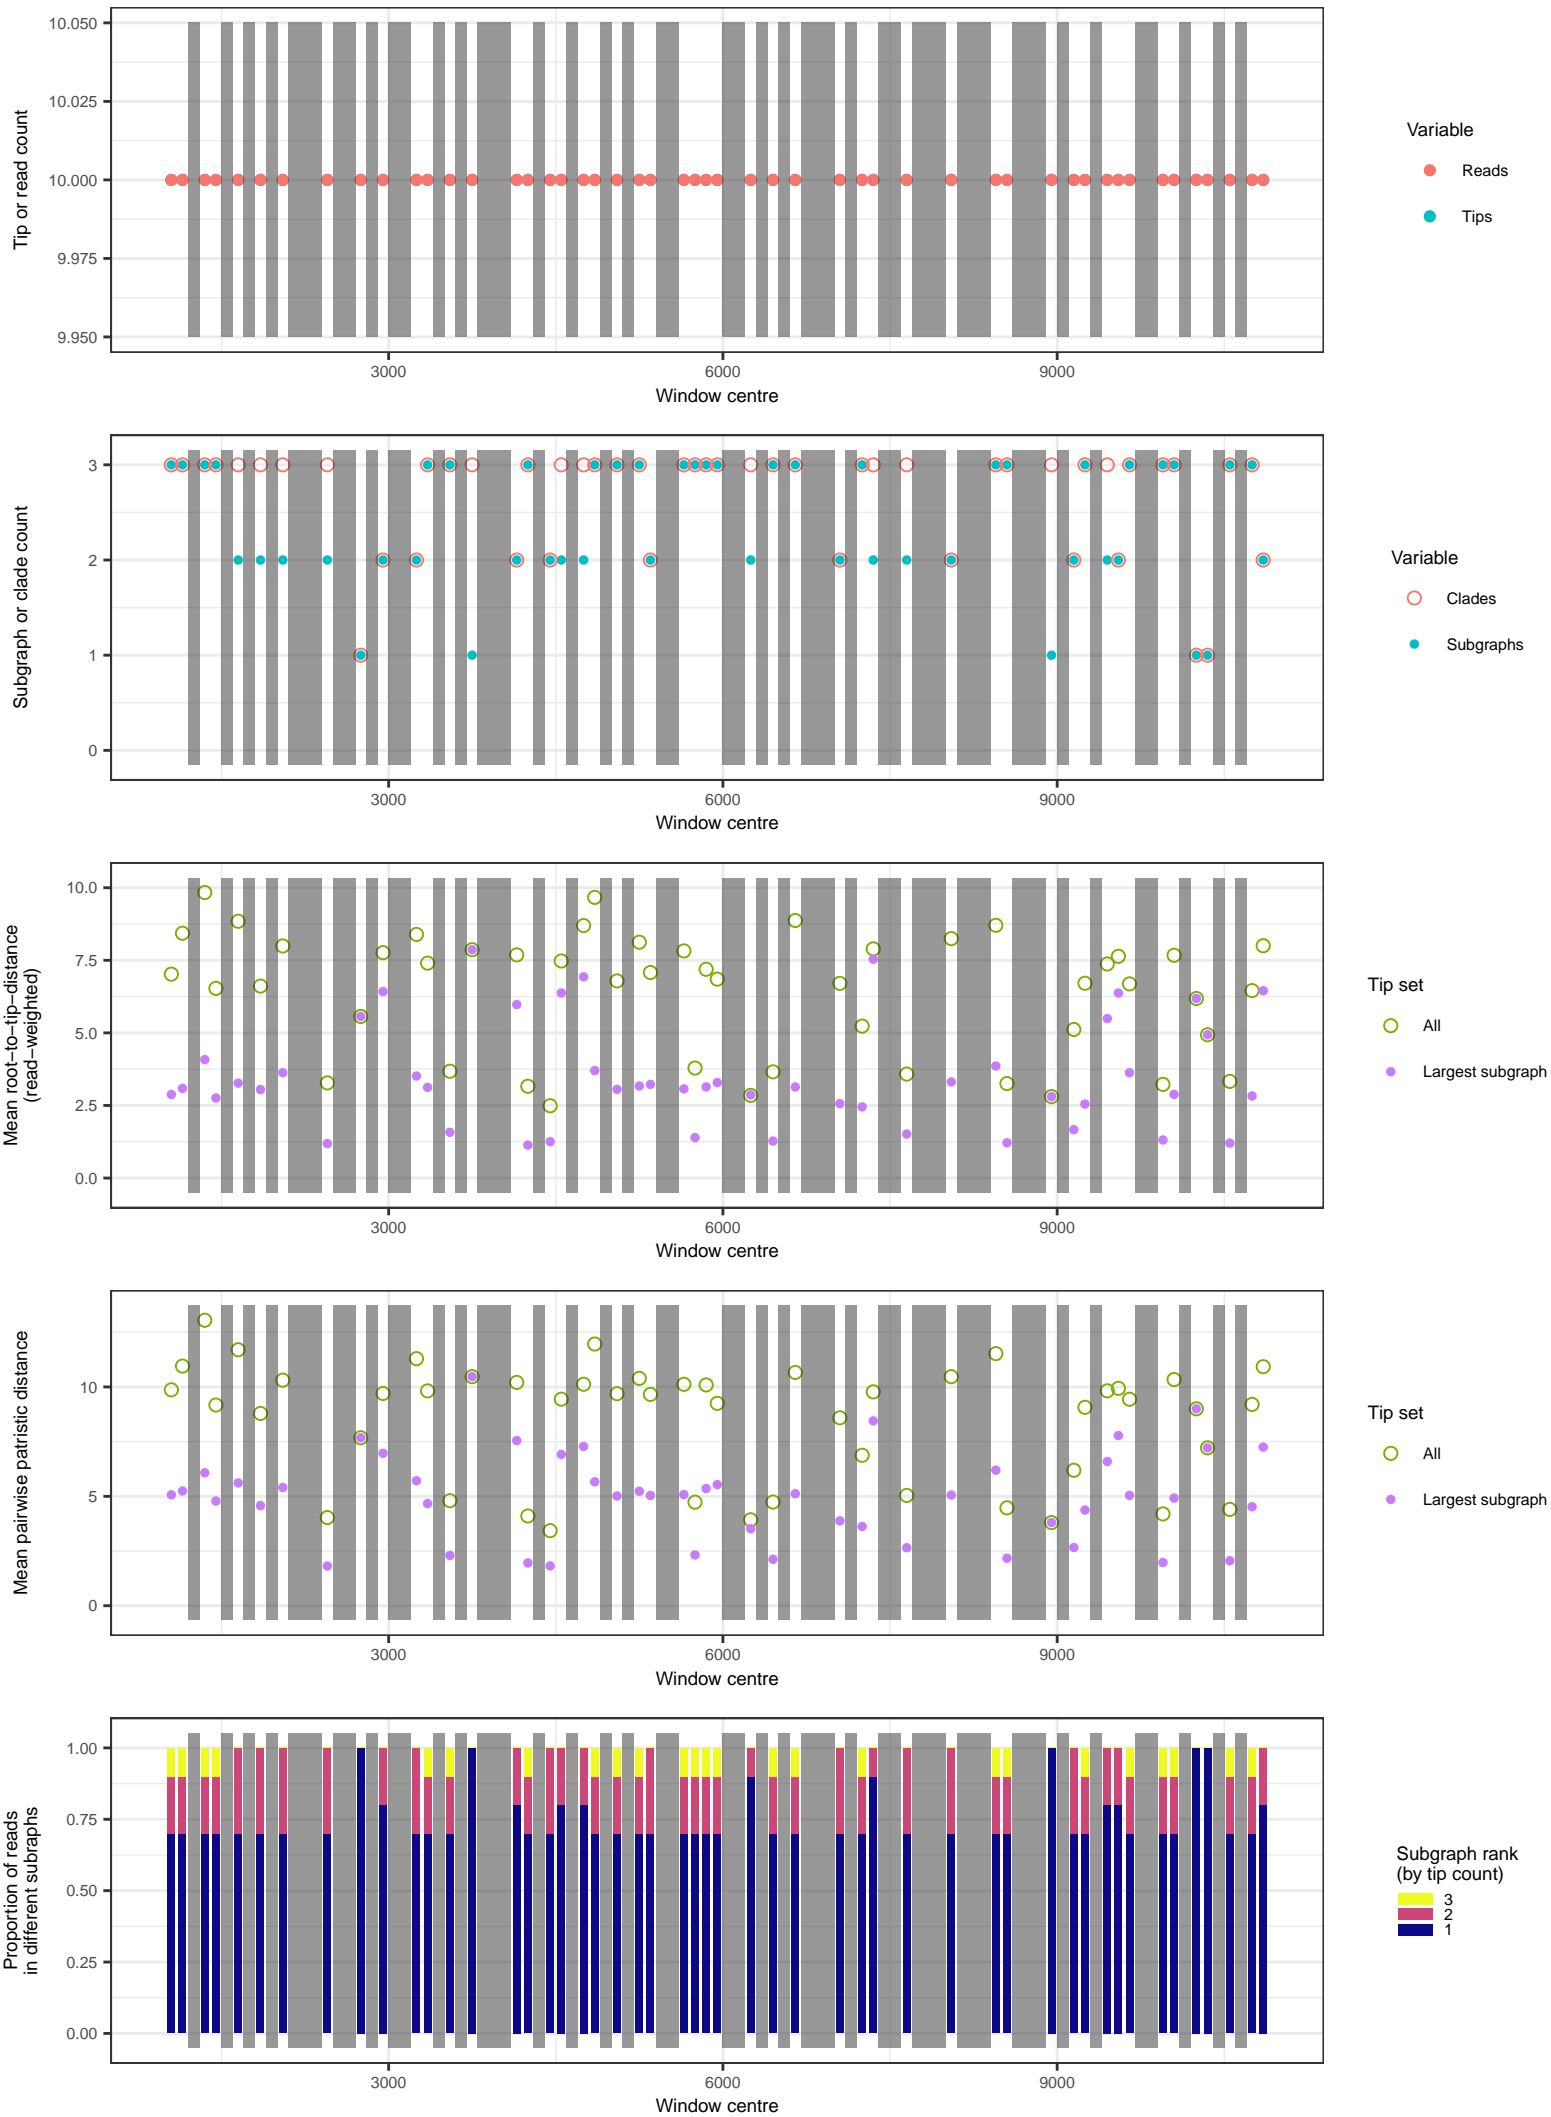 10.050
10.025
10.000
9.975
9.950
Tip or read count
3000
6000
9000
Window centre
Variable
Reads
Tips
3
2
1
0
Subgraph or clade count
3000
6000
9000
Window centre
Variable
Clades
Subgraphs
10.0
7.5
5.0
2.5
0.0
Mean root−to−tip−distance
(read−weighted)
3000
6000
9000
Window centre
Tip set
All
Largest subgraph
10
5
0
Mean pairwise patristic distance
3000
6000
9000
Window centre
Tip set
All
Largest subgraph
1.00
0.75
0.50
0.25
0.00
Proportion of reads
in different subraphs
3000
6000
9000
Window centre
Subgraph rank
(by tip count)
3
2
1